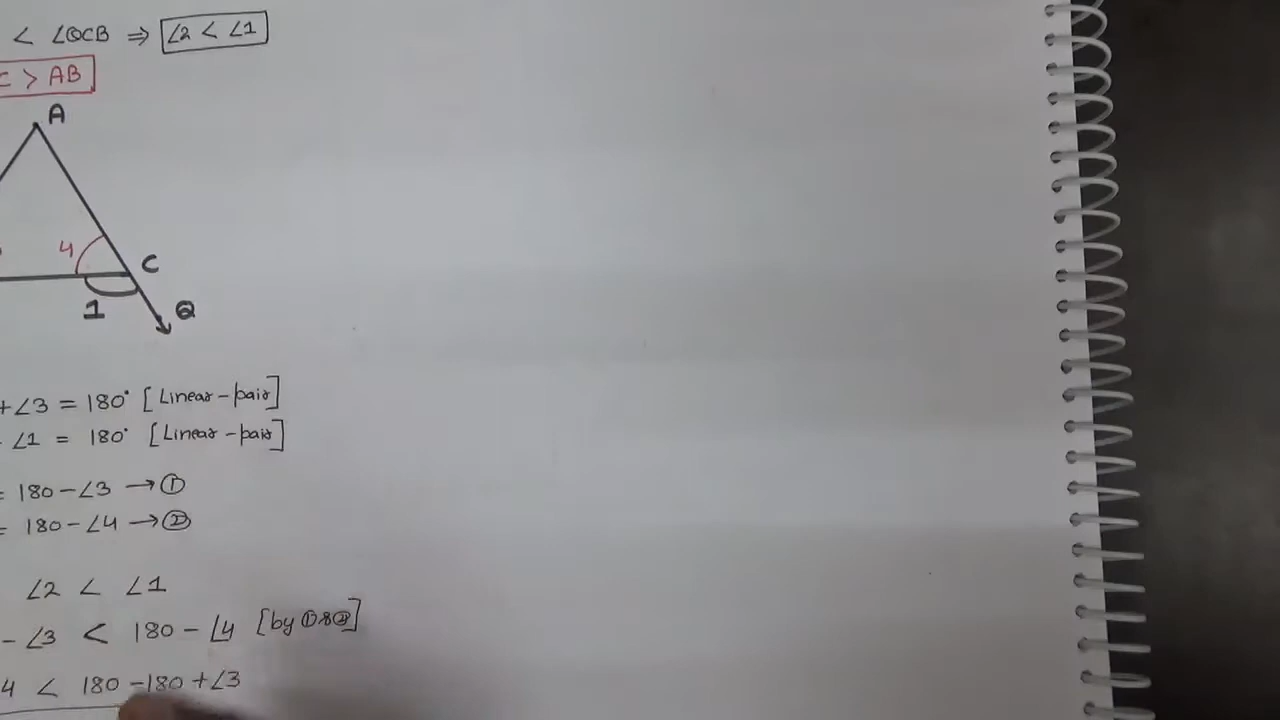 < ∠QCB ⇒ ∠2 < ∠1
C > AB
A
4
C
1
Q
+∠3 = 180° [Linear-pair]
∠1 = 180° [Linear-pair]
= 180-∠3 → ①
= 180-∠4 → ②
∠2 < ∠1
- ∠3 < 180 - ∠4 [by ①&②]
4 < 180 -180 +∠3